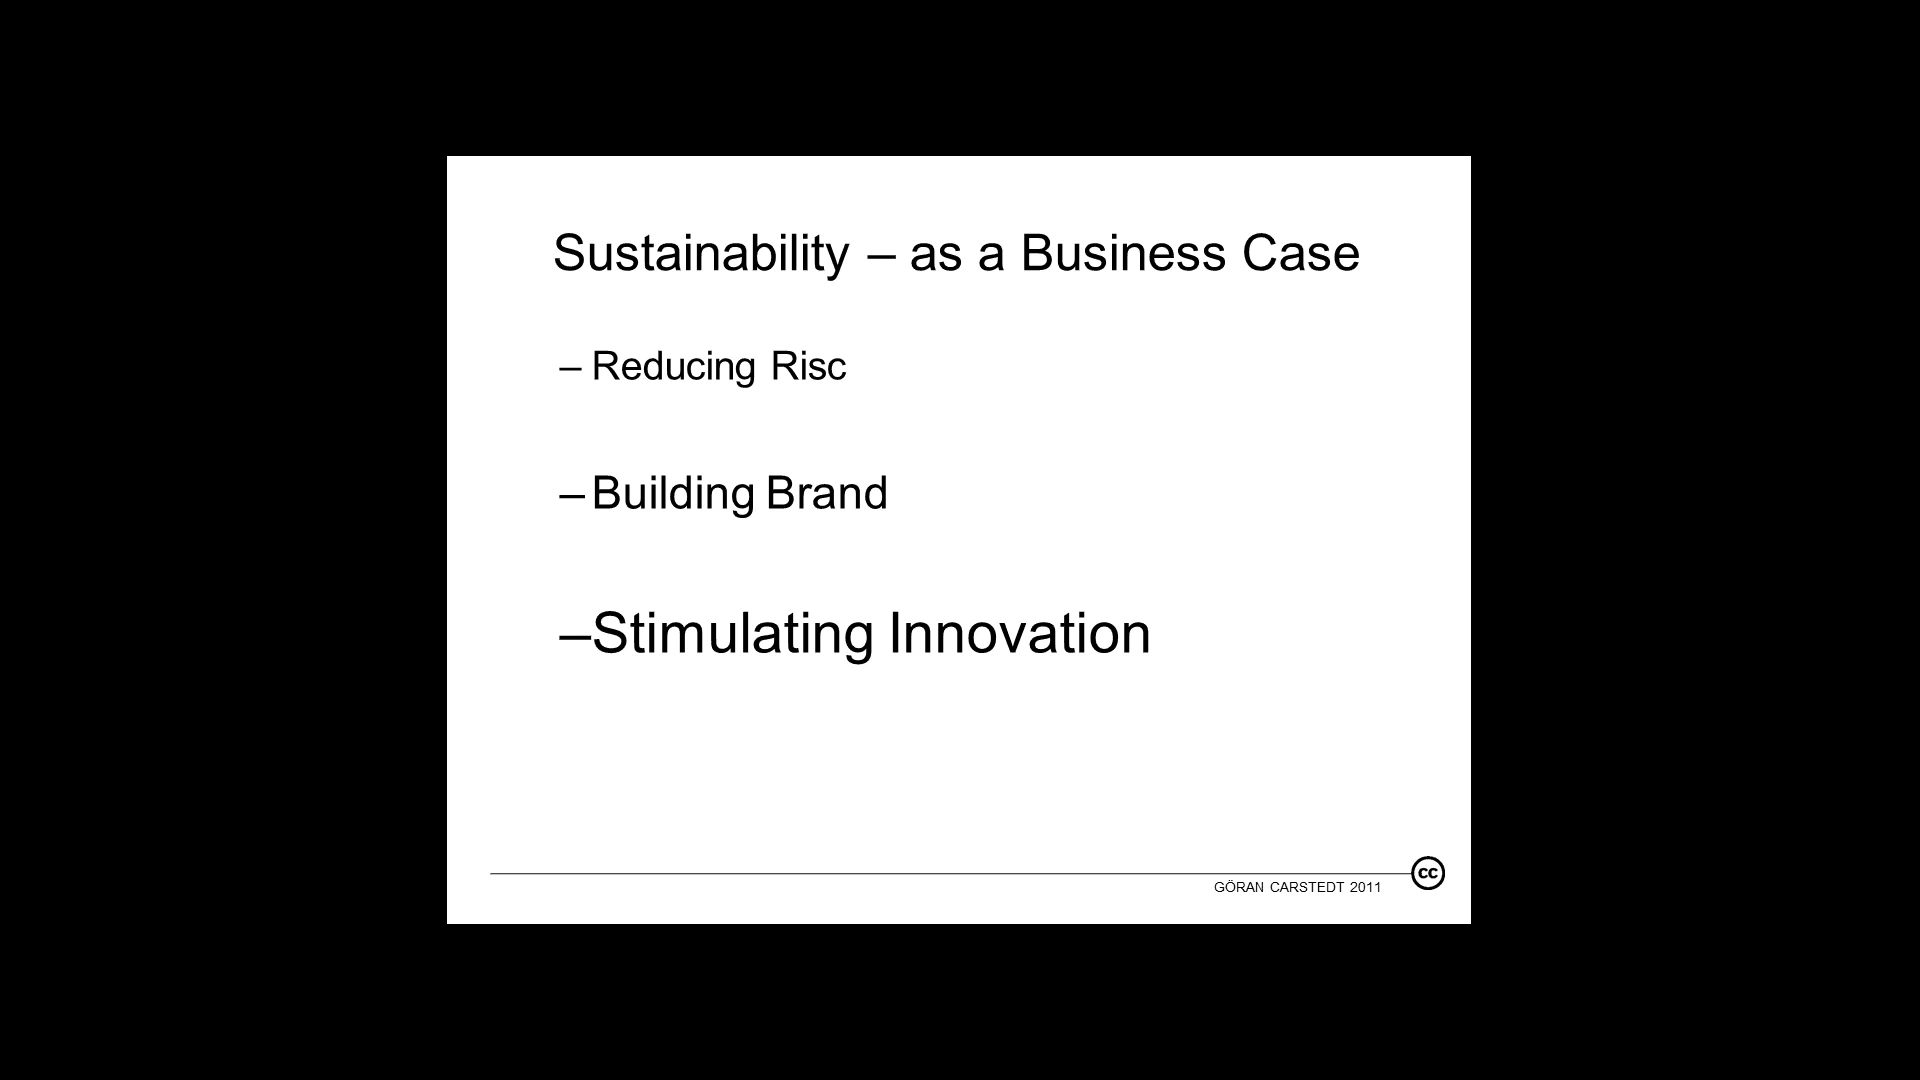 Sustainability – as a Business Case
– Reducing Risc
– Building Brand
–Stimulating Innovation
cc
GÖRAN CARSTEDT 2011